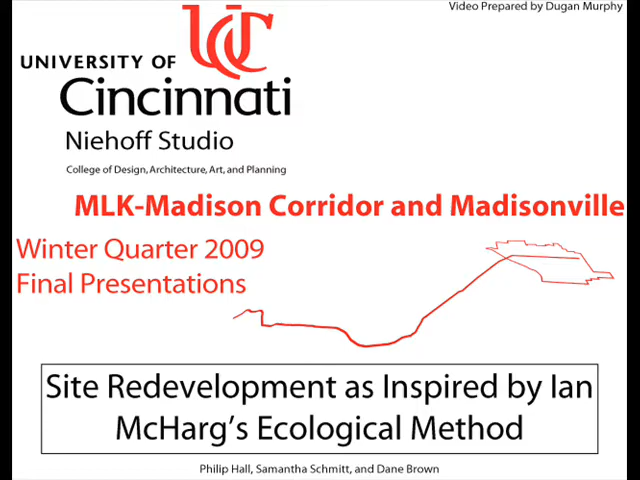 Video Prepared by Dugan Murphy
UC
UNIVERSITY OF
Cincinnati
Niehoff Studio
College of Design, Architecture, Art, and Planning
MLK-Madison Corridor and Madisonville
Winter Quarter 2009
Final Presentations
Site Redevelopment as Inspired by Ian
McHarg's Ecological Method
Philip Hall, Samantha Schmitt, and Dane Brown